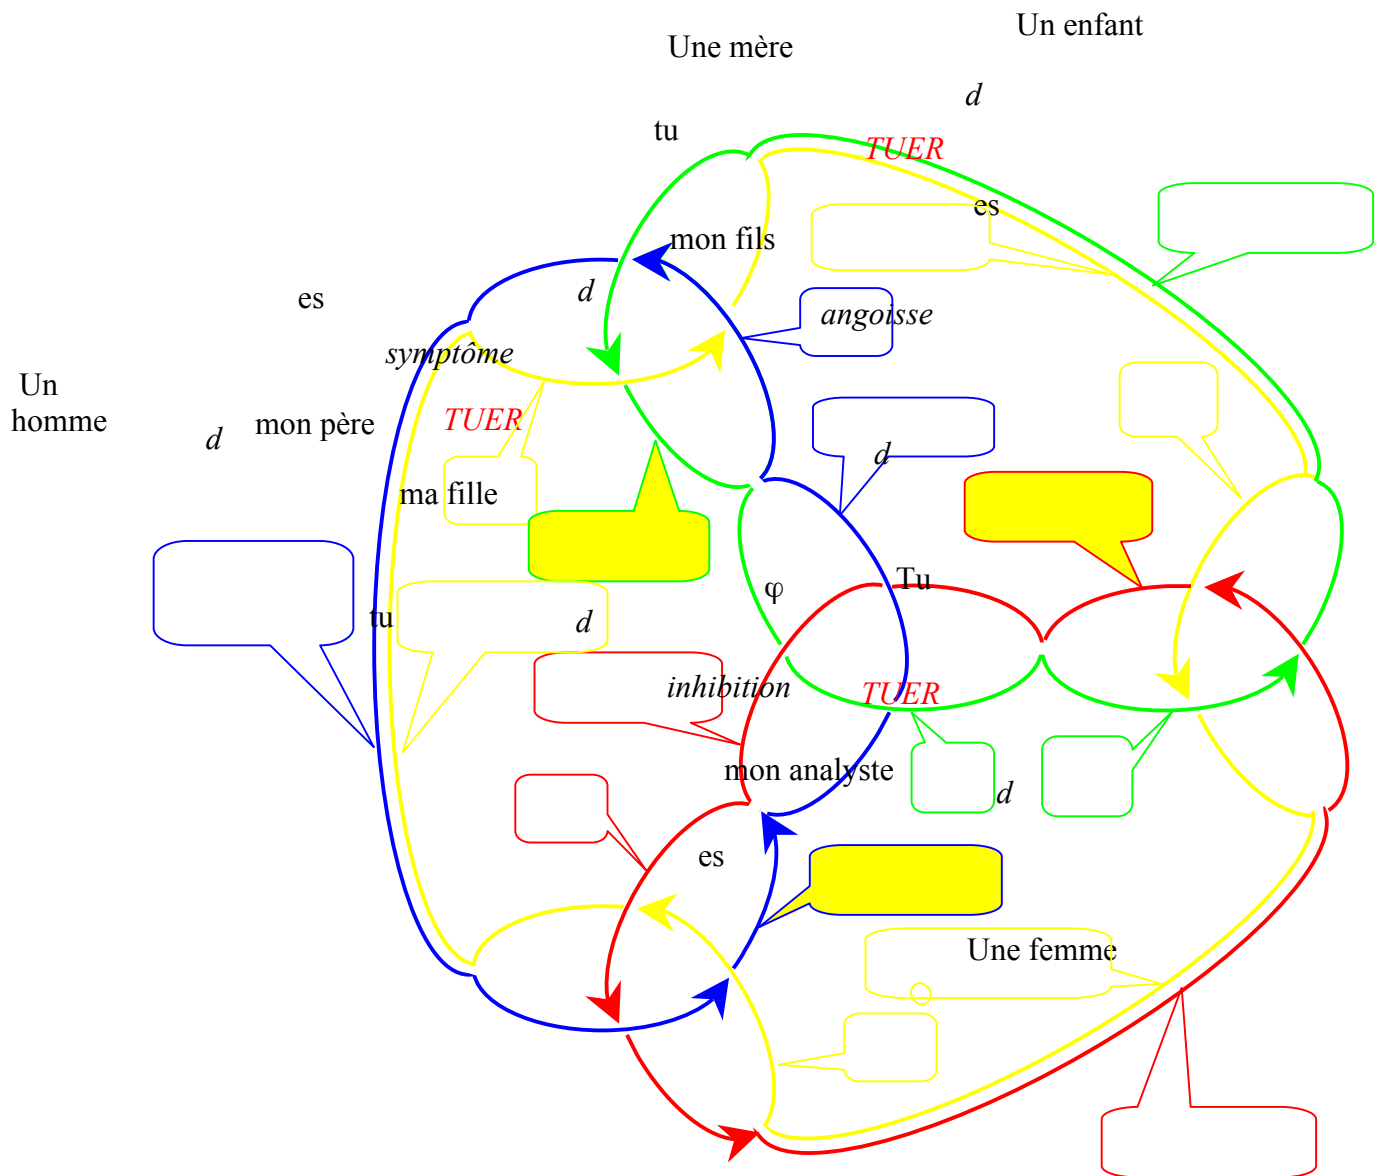 Un enfant
Une mère
d
tu
TUER
es
mon fils
d
es
angoisse
symptôme
Un
homme
TUER
mon père
d
d
ma fille
Tu
φ
tu
d
inhibition
TUER
mon analyste
d
es
Une femme